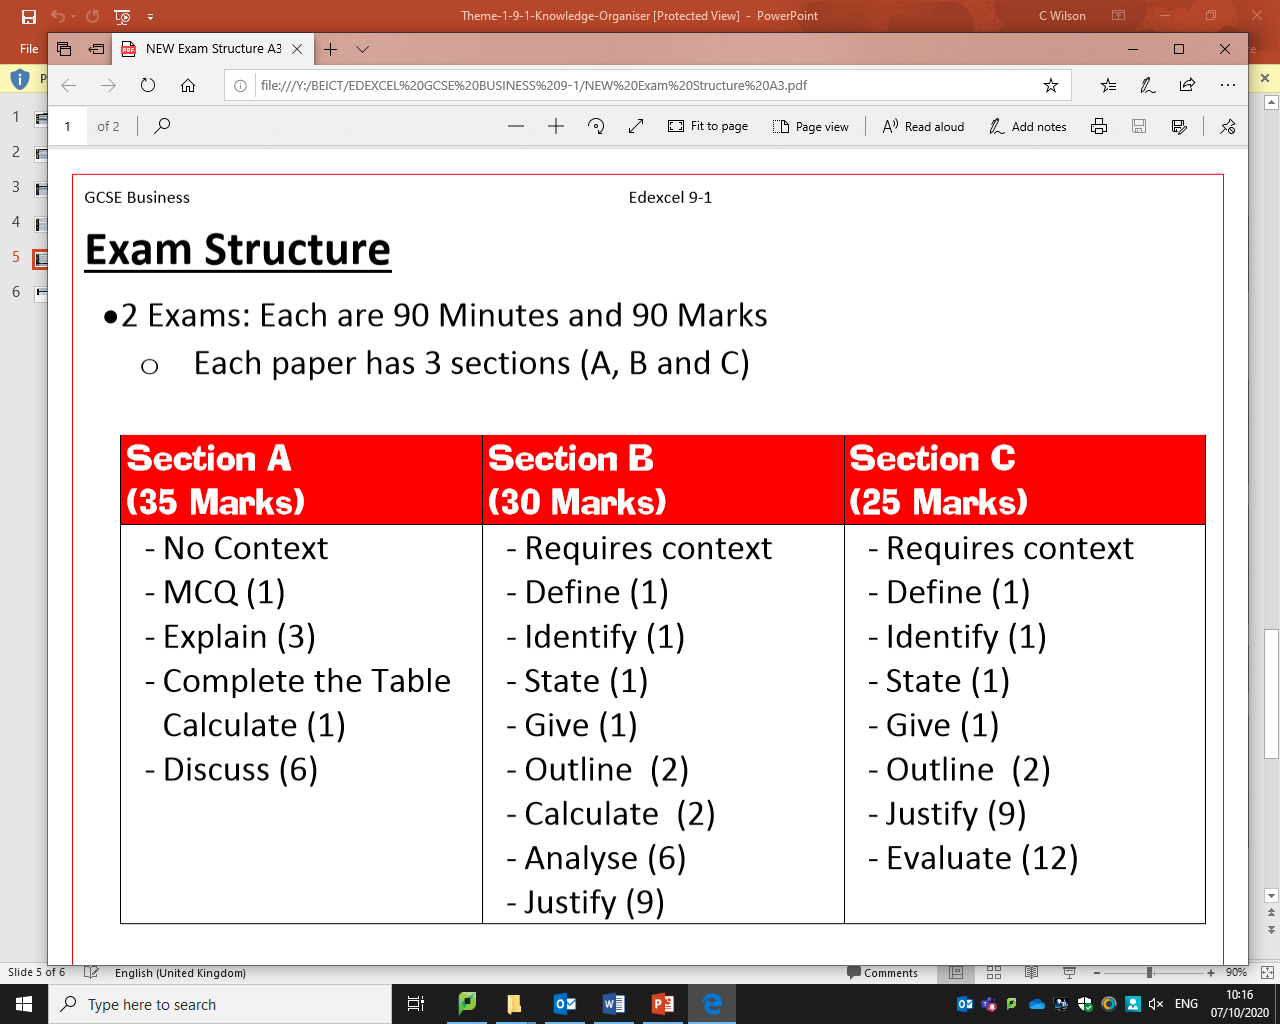 Theme-1-9-1-Knowledge-Organiser [Protected View] - PowerPoint
C Wilson
File
NEW Exam Structure A3
P
file:///Y:/BEICT/EDEXCEL%20GCSE%20BUSINESS%209-1/NEW%20Exam%20Structure%20A3.pdf
1 of 2
Fit to page
Page view
Read aloud
Add notes
1
2
3
4
5
6
GCSE Business
Edexcel 9-1
Exam Structure
•2 Exams: Each are 90 Minutes and 90 Marks
o Each paper has 3 sections (A, B and C)
Section A
(35 Marks)
- No Context
- MCQ (1)
- Explain (3)
- Complete the Table
Calculate (1)
- Discuss (6)
Section B
(30 Marks)
- Requires context
- Define (1)
- Identify (1)
- State (1)
- Give (1)
- Outline  (2)
- Calculate  (2)
- Analyse (6)
- Justify (9)
Section C
(25 Marks)
- Requires context
- Define (1)
- Identify (1)
- State (1)
- Give (1)
- Outline  (2)
- Justify (9)
- Evaluate (12)
Slide 5 of 6
English (United Kingdom)
Comments
90%
Type here to search
ENG
10:16
07/10/2020